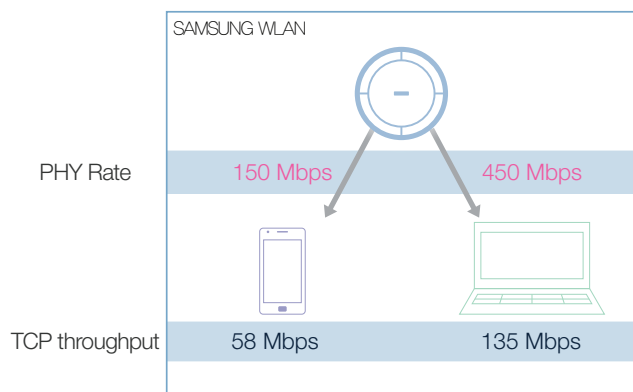 SAMSUNG WLAN
PHY Rate 150 Mbps 450 Mbps
TCP throughput 58 Mbps 135 Mbps